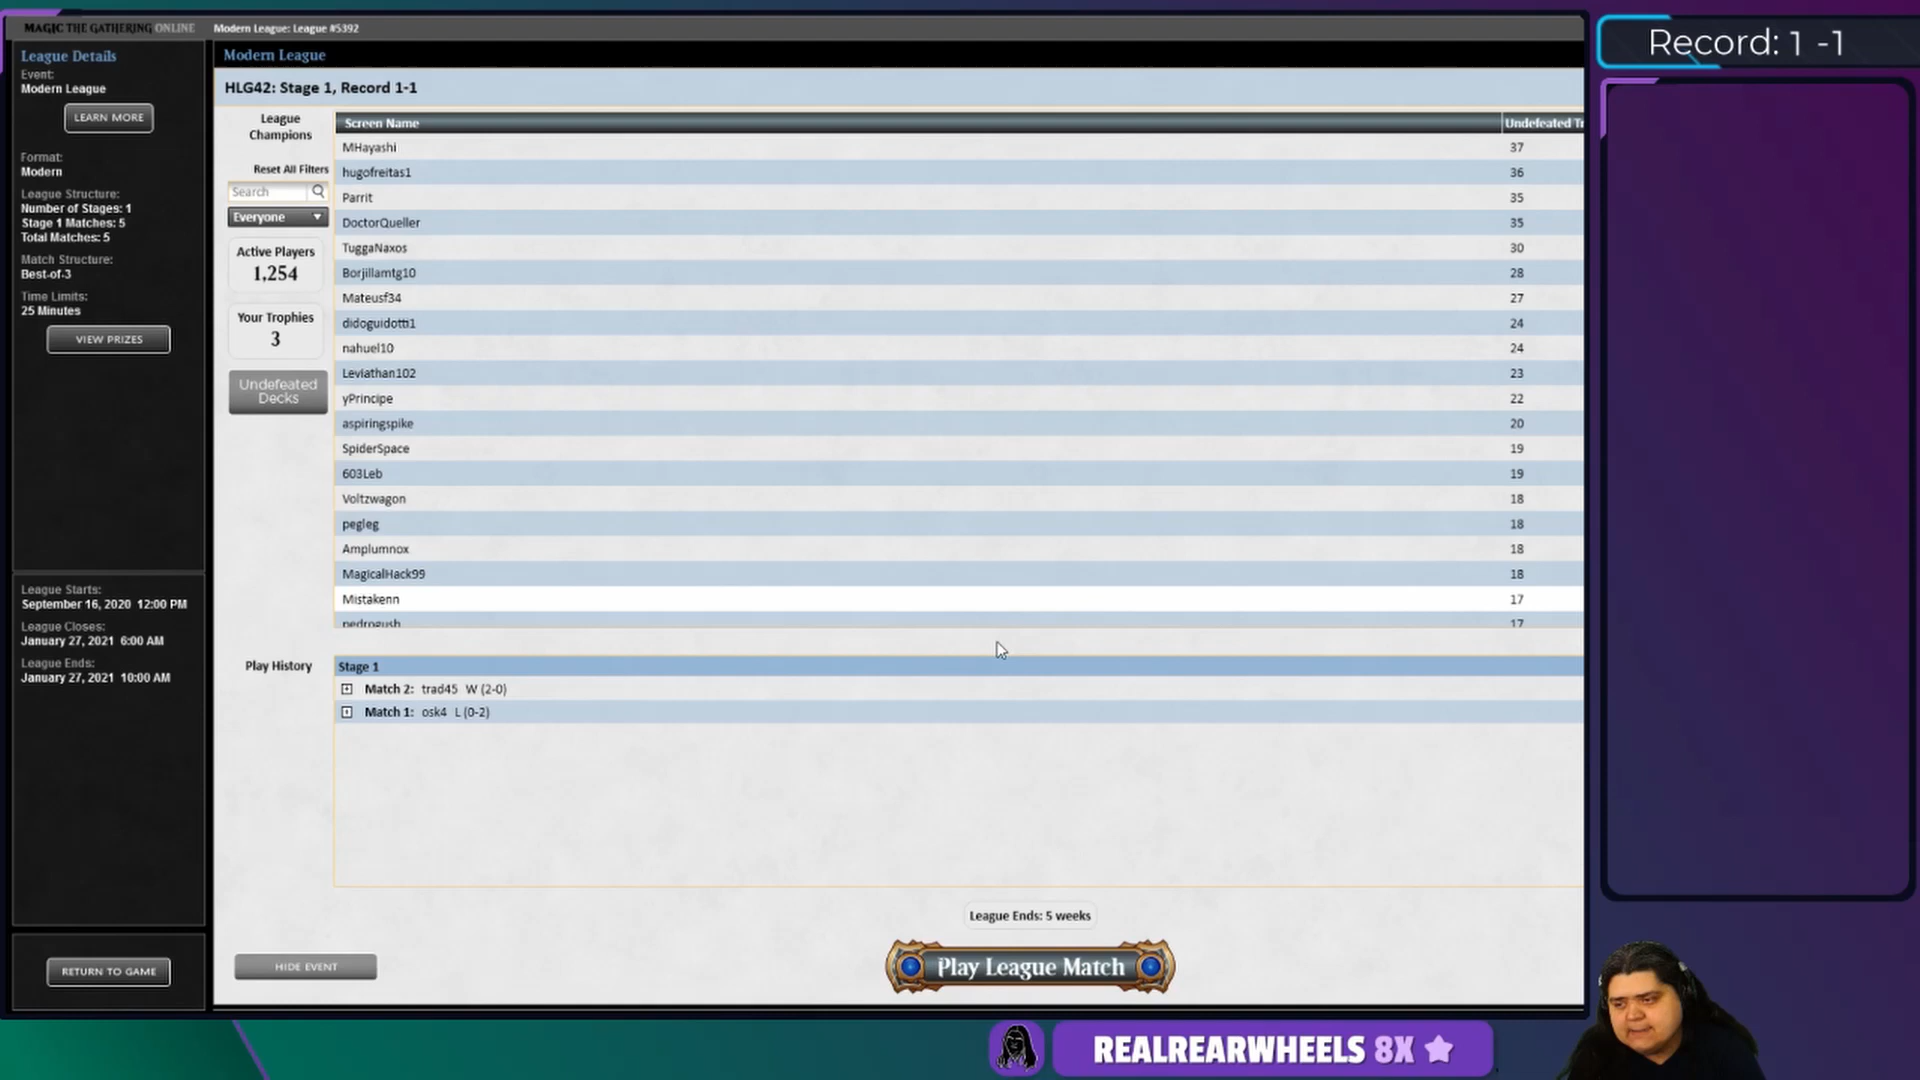 MAGIC THE GATHERING ONLINE
Modern League: League #5392
Record: 1 -1
League Details
Event:
Modern League
LEARN MORE
Format:
Modern
League Structure:
Number of Stages: 1
Stage 1 Matches: 5
Total Matches: 5
Match Structure:
Best-of-3
Time Limits:
25 Minutes
VIEW PRIZES
League Starts:
September 16, 2020 12:00 PM
League Closes:
January 27, 2021 6:00 AM
League Ends:
January 27, 2021 10:00 AM
RETURN TO GAME
Modern League
HLG42: Stage 1, Record 1-1
League
Champions
Reset All Filters
Search
Everyone
Active Players
1,254
Your Trophies
3
Undefeated
Decks
Screen Name Undefeated Tr
MHayashi 37
hugofreitas1 36
Parrit 35
DoctorQueller 35
TuggaNaxos 30
Borjillamtg10 28
Mateusf34 27
didoguidotti1 24
nahuel10 24
Leviathan102 23
yPrincipe 22
aspiringspike 20
SpiderSpace 19
603Leb 19
Voltzwagon 18
pegleg 18
Amplumnox 18
MagicalHack99 18
Mistakenn 17
pedrogush 17
Play History
Stage 1
Match 2: trad45 W (2-0)
Match 1: osk4 L (0-2)
League Ends: 5 weeks
HIDE EVENT
Play League Match
REALREARWHEELS 8X